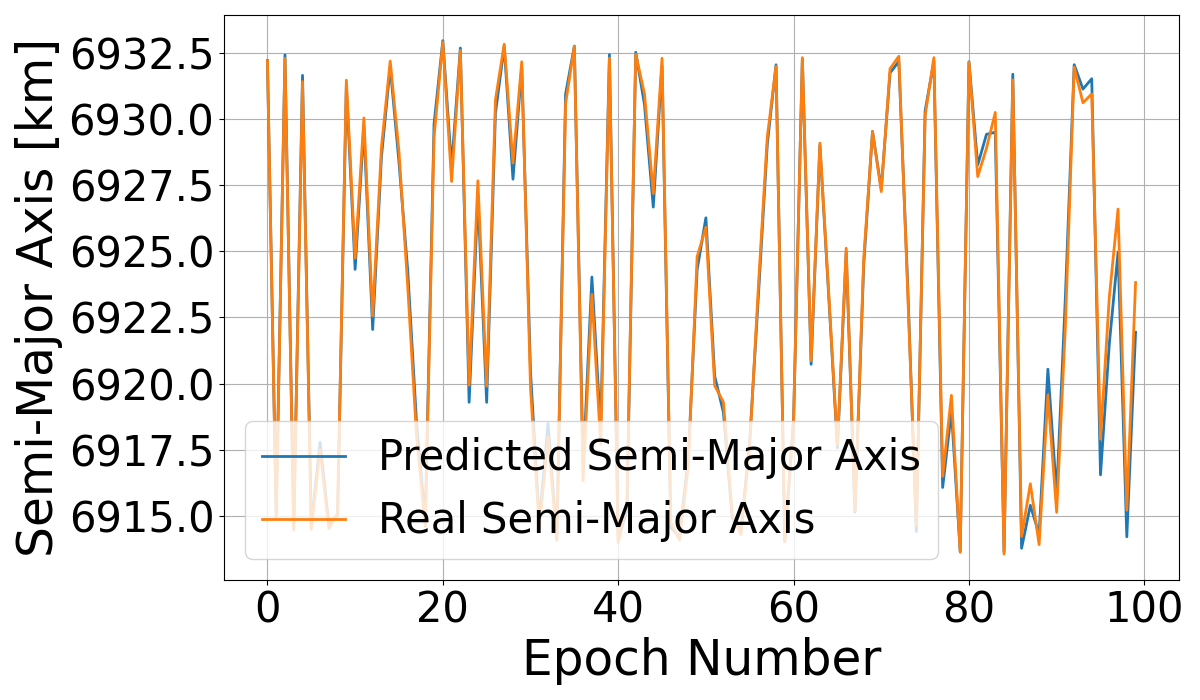 Semi-Major Axis [km]
6932.5
6930.0
6927.5
6925.0
6922.5
6920.0
6917.5
6915.0
Predicted Semi-Major Axis
Real Semi-Major Axis
0 20 40 60 80 100
Epoch Number